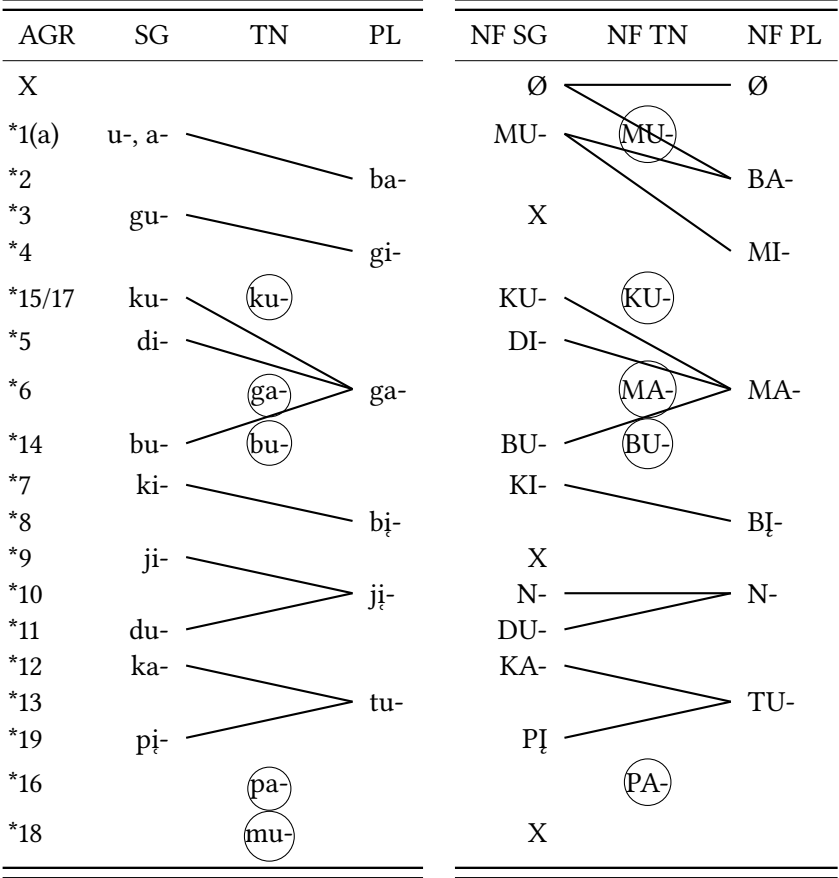 AGR SG TN PL NF SG NF TN NF PL
X Ø Ø
*1(a) u-, a- MU- MU-
*2 ba- BA-
*3 gu- X
*4 gi- MI-
*15/17 ku- ku- KU- KU-
*5 di- DI-
*6 ga- ga- MA- MA-
*14 bu- bu- BU- BU-
*7 ki- KI-
*8 bį- BĮ-
*9 ji- X
*10 jį- N- N-
*11 du- DU-
*12 ka- KA-
*13 tu- TU-
*19 pį- PĮ
*16 pa- PA-
*18 mu- X